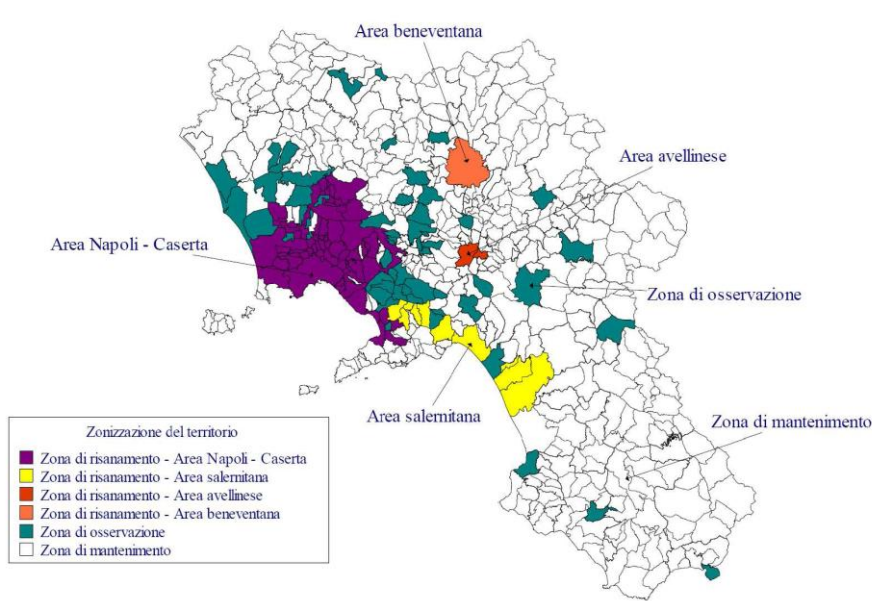 Area beneventana
Area avellinese
Area Napoli - Caserta
Zona di osservazione
Area salernitana
Zona di mantenimento
Zonizzazione del territorio
Zona di risanamento - Area Napoli - Caserta
Zona di risanamento - Area salernitana
Zona di risanamento - Area avellinese
Zona di risanamento - Area beneventana
Zona di osservazione
Zona di mantenimento